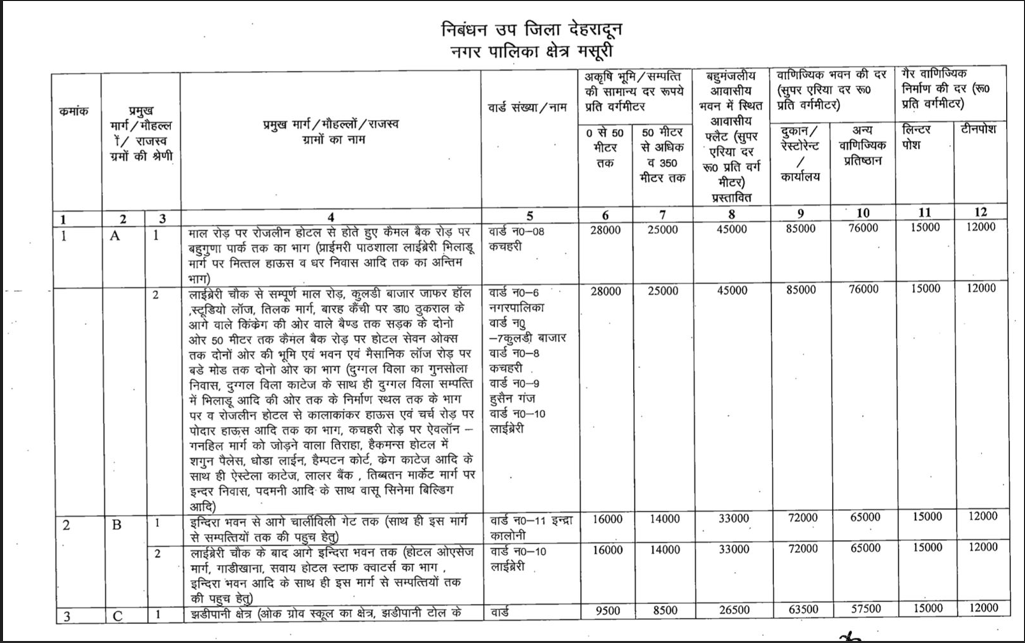 निबंधन उप जिला देहरादून
नगर पालिका क्षेत्र मसूरी
कमांक
प्रमुख
मार्ग/मौहल्ल
ों/ राजस्व
ग्रमों की श्रेणी
प्रमुख मार्ग/मौहल्लों/राजस्व
ग्रामों का नाम
वार्ड संख्या/नाम
अकृषि भूमि/सम्पत्ति
की सामान्य दर रूपये
प्रति वर्गमीटर
0 से 50
मीटर
तक
50 मीटर
से अधिक
व 350
मीटर तक
बहुमंजलीय
आवासीय
भवन में स्थित
आवासीय
फ्लैट (सुपर
एरिया दर
रू0 प्रति वर्ग
मीटर)
प्रस्तावित
वाणिज्यिक भवन की दर
(सुपर एरिया दर रू0
प्रति वर्गमीटर)
दुकान/
रेस्टोरेन्ट
/
कार्यालय
अन्य
वाणिज्यिक
प्रतिष्ठान
गैर वाणिज्यिक
निर्माण की दर (रू0
प्रति वर्गमीटर)
लिन्टर
पोश
टीनपोश
1 2 3 4 5 6 7 8 9 10 11 12
1 A 1 माल रोड़ पर रोजलीन होटल से होते हुए कैमल बैक रोड़ पर वार्ड न0-08 28000 25000 45000 85000 76000 15000 12000
बहुगुणा पार्क तक का भाग (प्राईमरी पाठशाला लाईब्रेरी भिलाडू कचहरी
मार्ग पर मित्तल हाऊस व धर निवास आदि तक का अन्तिम
भाग)
2 लाईब्रेरी चौक से सम्पूर्ण माल रोड़, कुलडी बाजार जाफर हॉल वार्ड न0-6 28000 25000 45000 85000 76000 15000 12000
,स्टूडियो लॉज, तिलक मार्ग, बारह कैंची पर डा0 ठुकराल के नगरपालिका
आगे वाले किंक्रेग की ओर वाले बैण्ड तक सड़क के दोनो वार्ड न0
ओर 50 मीटर तक कैमल बैक रोड़ पर होटल सेवन ओक्स -7कुलड़ी बाजार
तक दोनों ओर की भूमि एवं भवन एवं मैसानिक लॉज रोड़ पर वार्ड न0-8
बडे मोड तक दोनो ओर का भाग (दुग्गल विला का गुनसोला कचहरी
निवास, दुग्गल विला काटेज के साथ ही दुग्गल विला सम्पत्ति वार्ड न0-9
में भिलाडू आदि की ओर तक के निर्माण स्थल तक के भाग हुसैन गंज
पर व रोजलीन होटल से कालाकांकर हाऊस एवं चर्च रोड़ पर वार्ड न0-10
पोदार हाऊस आदि तक का भाग, कचहरी रोड़ पर ऐवलॉन - लाईब्रेरी
गनहिल मार्ग को जोड़ने वाला तिराहा, हैकमन्स होटल में
शगुन पैलेस, घोडा लाईन, हैम्पटन कोर्ट, क्रेग काटेज आदि के
साथ ही ऐस्टेला काटेज, लालर बैंक , तिब्बतन मार्केट मार्ग पर
इन्दर निवास, पदमनी आदि के साथ वासू सिनेमा बिल्डिग
आदि)
2 B 1 इन्दिरा भवन से आगे चार्लीविली गेट तक (साथ ही इस मार्ग वार्ड न0-11 इन्द्रा 16000 14000 33000 72000 65000 15000 12000
से सम्पत्तियों तक की पहुच हेतु) कालोनी
2 लाईब्रेरी चौक के बाद आगे इन्दिरा भवन तक (होटल ओएसेज वार्ड न0-10 16000 14000 33000 72000 65000 15000 12000
मार्ग, गाडीखाना, सवाय होटल स्टाफ क्वाटर्स का भाग , लाईब्रेरी
इन्दिरा भवन आदि के साथ ही इस मार्ग से सम्पत्तियों तक
की पहुच हेतु)
3 C 1 झडीपानी क्षेत्र (ओक ग्रोव स्कूल का क्षेत्र, झडीपानी टोल के वार्ड 9500 8500 26500 63500 57500 15000 12000